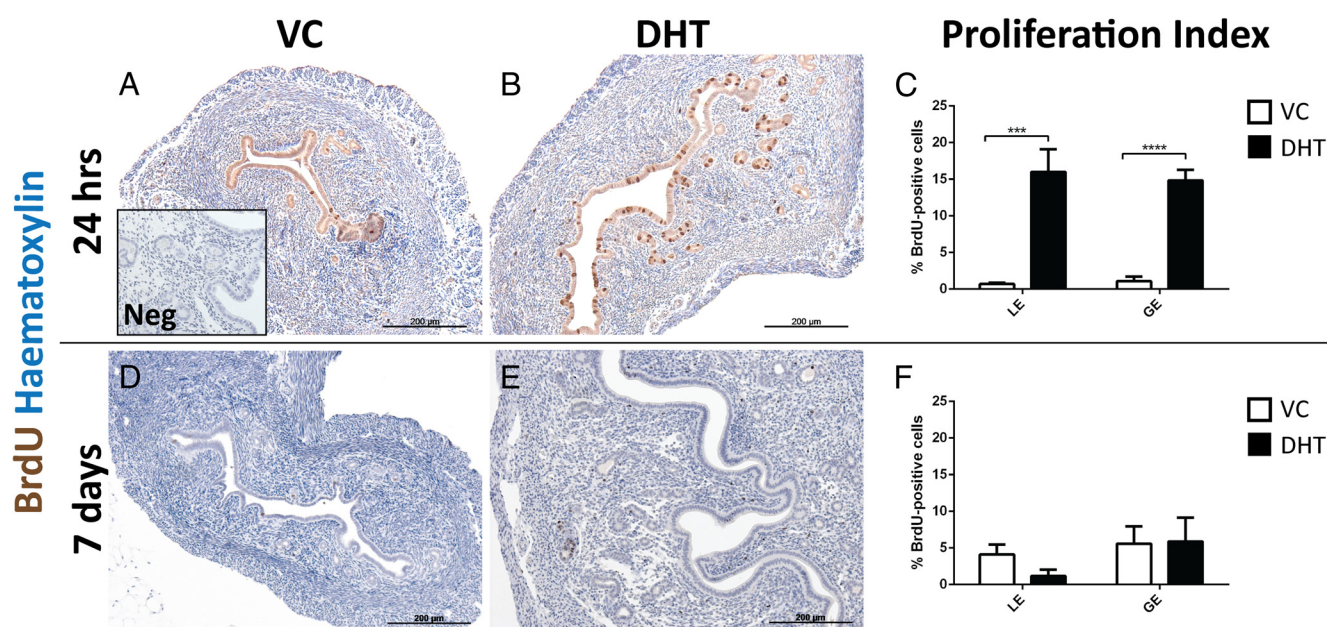 VC
DHT
Proliferation Index
BrdU Haematoxylin
24 hrs
A
Neg
200 µm
B
200 µm
C
25
20
15
10
5
0
% BrdU-positive cells
***
****
LE
GE
VC
DHT
7 days
D
200 µm
E
200 µm
F
25
20
15
10
5
0
% BrdU-positive cells
LE
GE
VC
DHT